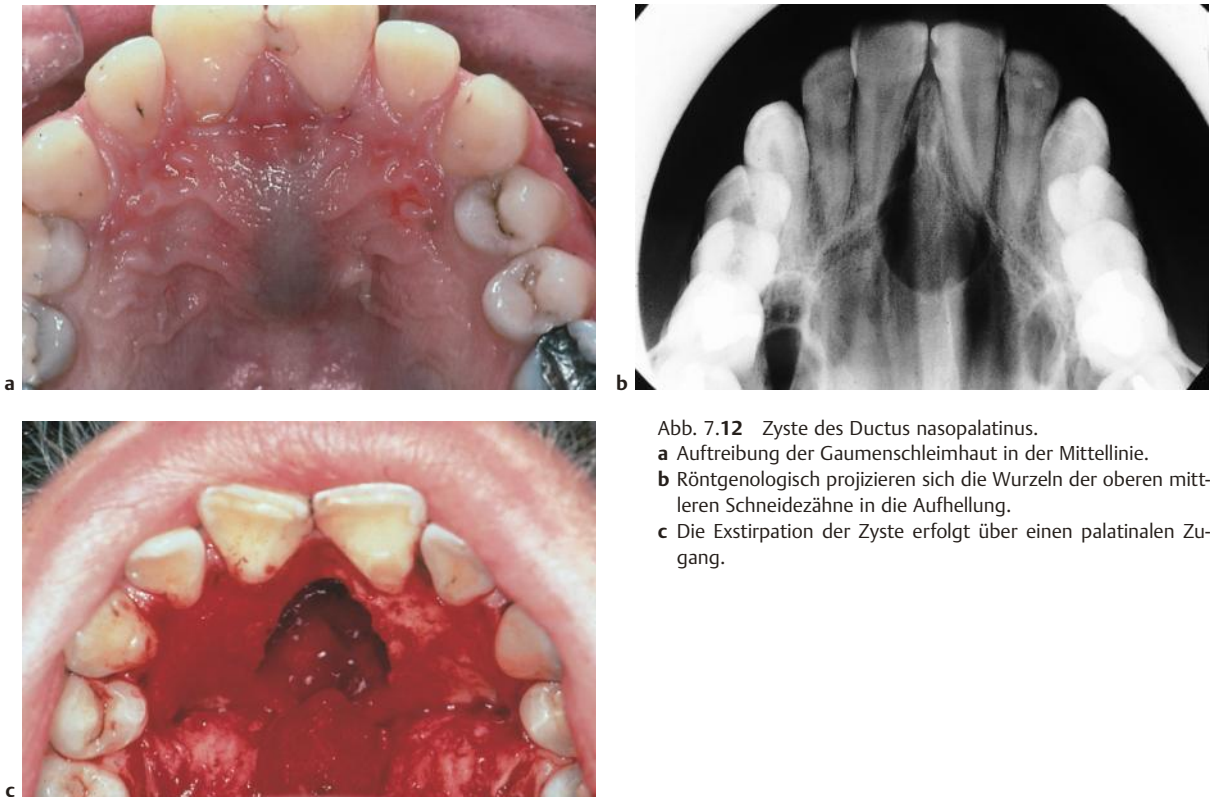 a
b
Abb. 7.12 Zyste des Ductus nasopalatinus.
a Auftreibung der Gaumenschleimhaut in der Mittellinie.
b Röntgenologisch projizieren sich die Wurzeln der oberen mitt-
leren Schneidezähne in die Aufhellung.
c Die Exstirpation der Zyste erfolgt über einen palatinalen Zu-
gang.
c